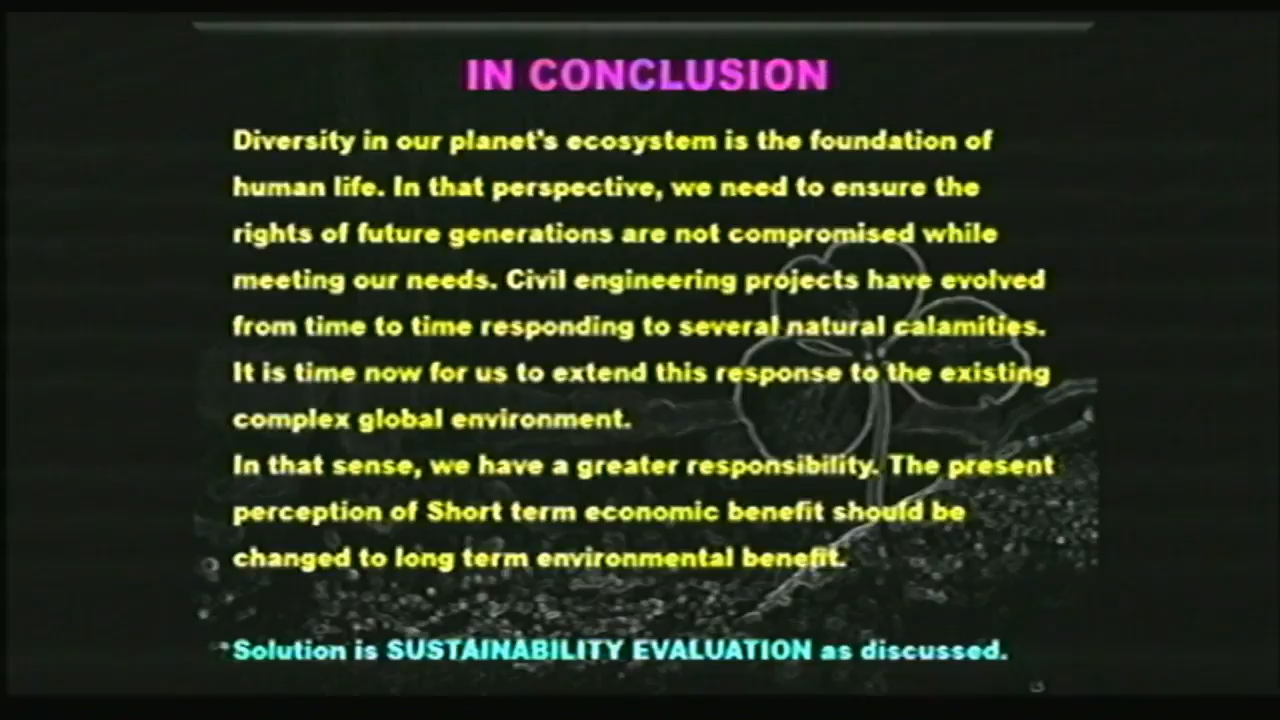 IN CONCLUSION
Diversity in our planet's ecosystem is the foundation of
human life. In that perspective, we need to ensure the
rights of future generations are not compromised while
meeting our needs. Civil engineering projects have evolved
from time to time responding to several natural calamities.
It is time now for us to extend this response to the existing
complex global environment.
In that sense, we have a greater responsibility. The present
perception of Short term economic benefit should be
changed to long term environmental benefit.
Solution is SUSTAINABILITY EVALUATION as discussed.